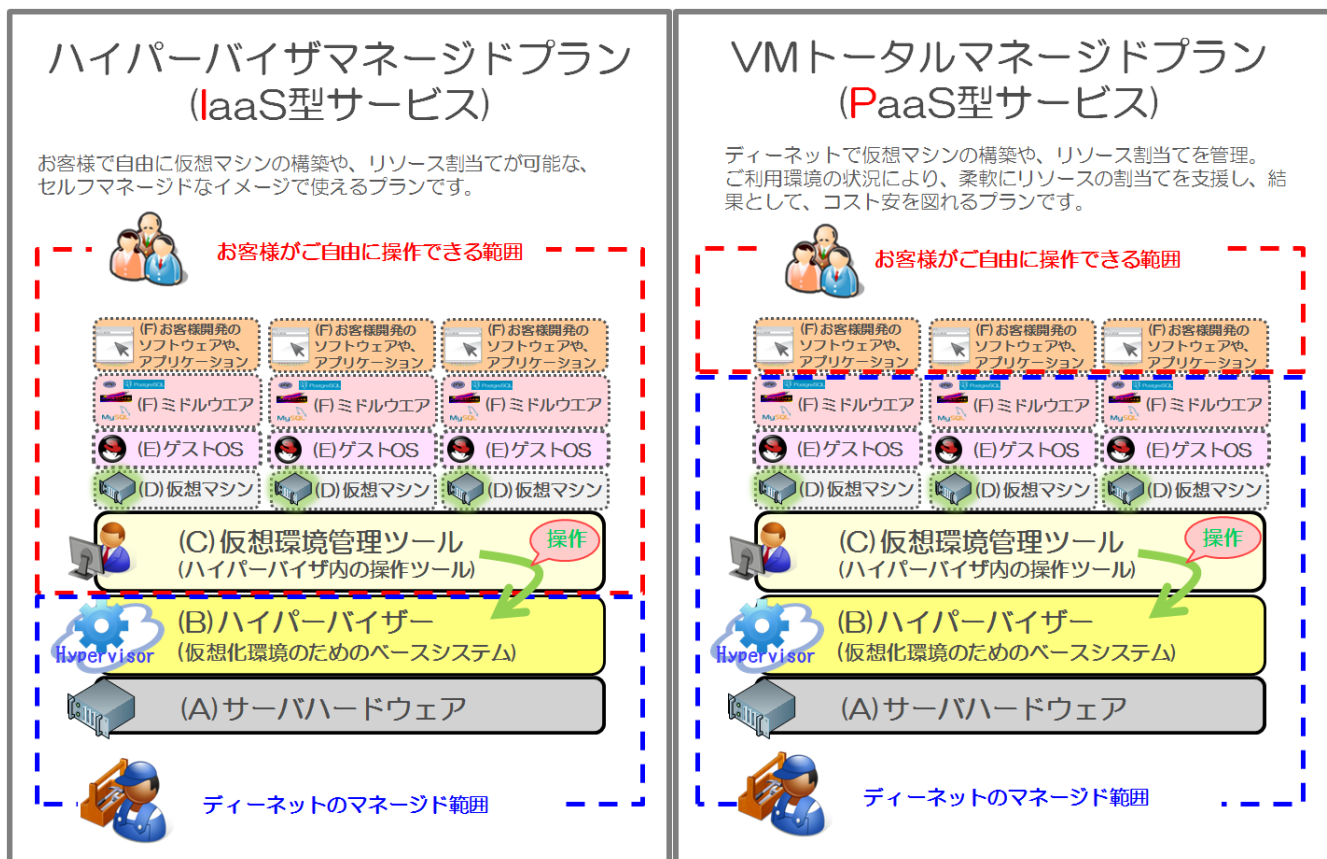 ハイパーバイザマネージドプラン
(IaaS型サービス)
お客様で自由に仮想マシンの構築や、リソース割当てが可能な、
セルフマネージドなイメージで使えるプランです。
お客様がご自由に操作できる範囲
(F)お客様開発の
ソフトウェアや、
アプリケーション
(F)お客様開発の
ソフトウェアや、
アプリケーション
(F)お客様開発の
ソフトウェアや、
アプリケーション
php PostgreSQL
(F)ミドルウエア
MySQL
php PostgreSQL
(F)ミドルウエア
MySQL
php PostgreSQL
(F)ミドルウエア
MySQL
(E)ゲストOS
(E)ゲストOS
(E)ゲストOS
(D)仮想マシン
(D)仮想マシン
(D)仮想マシン
(C)仮想環境管理ツール
(ハイパーバイザ内の操作ツール)
操作
(B)ハイパーバイザー
(仮想化環境のためのベースシステム)
Hypervisor
(A)サーバハードウェア
ディーネットのマネージド範囲
VMトータルマネージドプラン
(PaaS型サービス)
ディーネットで仮想マシンの構築や、リソース割当てを管理。
ご利用環境の状況により、柔軟にリソースの割当てを支援し、結
果として、コスト安を図れるプランです。
お客様がご自由に操作できる範囲
(F)お客様開発の
ソフトウェアや、
アプリケーション
(F)お客様開発の
ソフトウェアや、
アプリケーション
(F)お客様開発の
ソフトウェアや、
アプリケーション
php PostgreSQL
(F)ミドルウエア
MySQL
php PostgreSQL
(F)ミドルウエア
MySQL
php PostgreSQL
(F)ミドルウエア
MySQL
(E)ゲストOS
(E)ゲストOS
(E)ゲストOS
(D)仮想マシン
(D)仮想マシン
(D)仮想マシン
(C)仮想環境管理ツール
(ハイパーバイザ内の操作ツール)
操作
(B)ハイパーバイザー
(仮想化環境のためのベースシステム)
Hypervisor
(A)サーバハードウェア
ディーネットのマネージド範囲